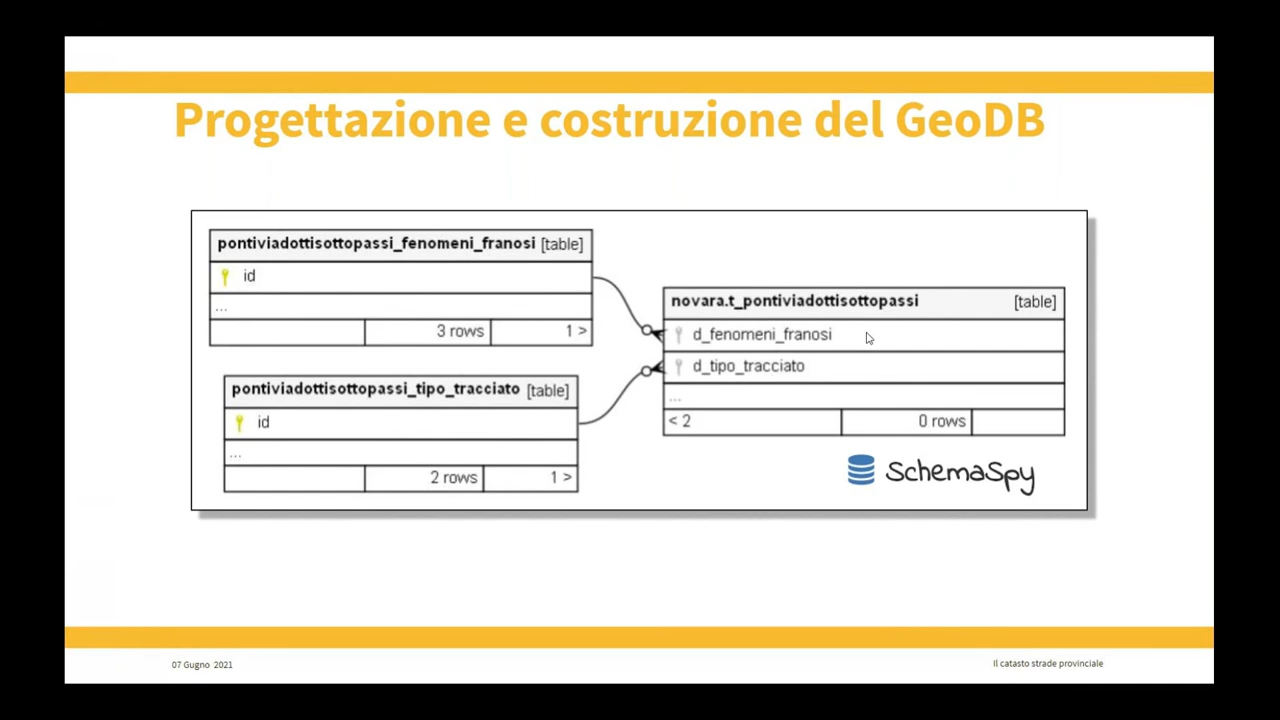 Progettazione e costruzione del GeoDB
pontiviadottisottopassi_fenomeni_franosi [table]
id
...
3 rows 1 >
pontiviadottisottopassi_tipo_tracciato [table]
id
...
2 rows 1 >
novara.t_pontiviadottisottopassi [table]
d_fenomeni_franosi
d_tipo_tracciato
...
< 2 0 rows
SchemaSpy
07 Gugno 2021 Il catasto strade provinciale